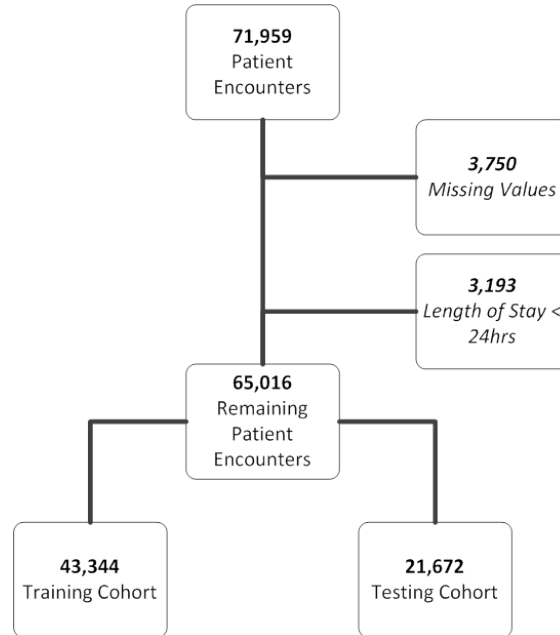 71,959
Patient
Encounters
3,750
Missing Values
3,193
Length of Stay <
24hrs
65,016
Remaining
Patient
Encounters
43,344
Training Cohort
21,672
Testing Cohort